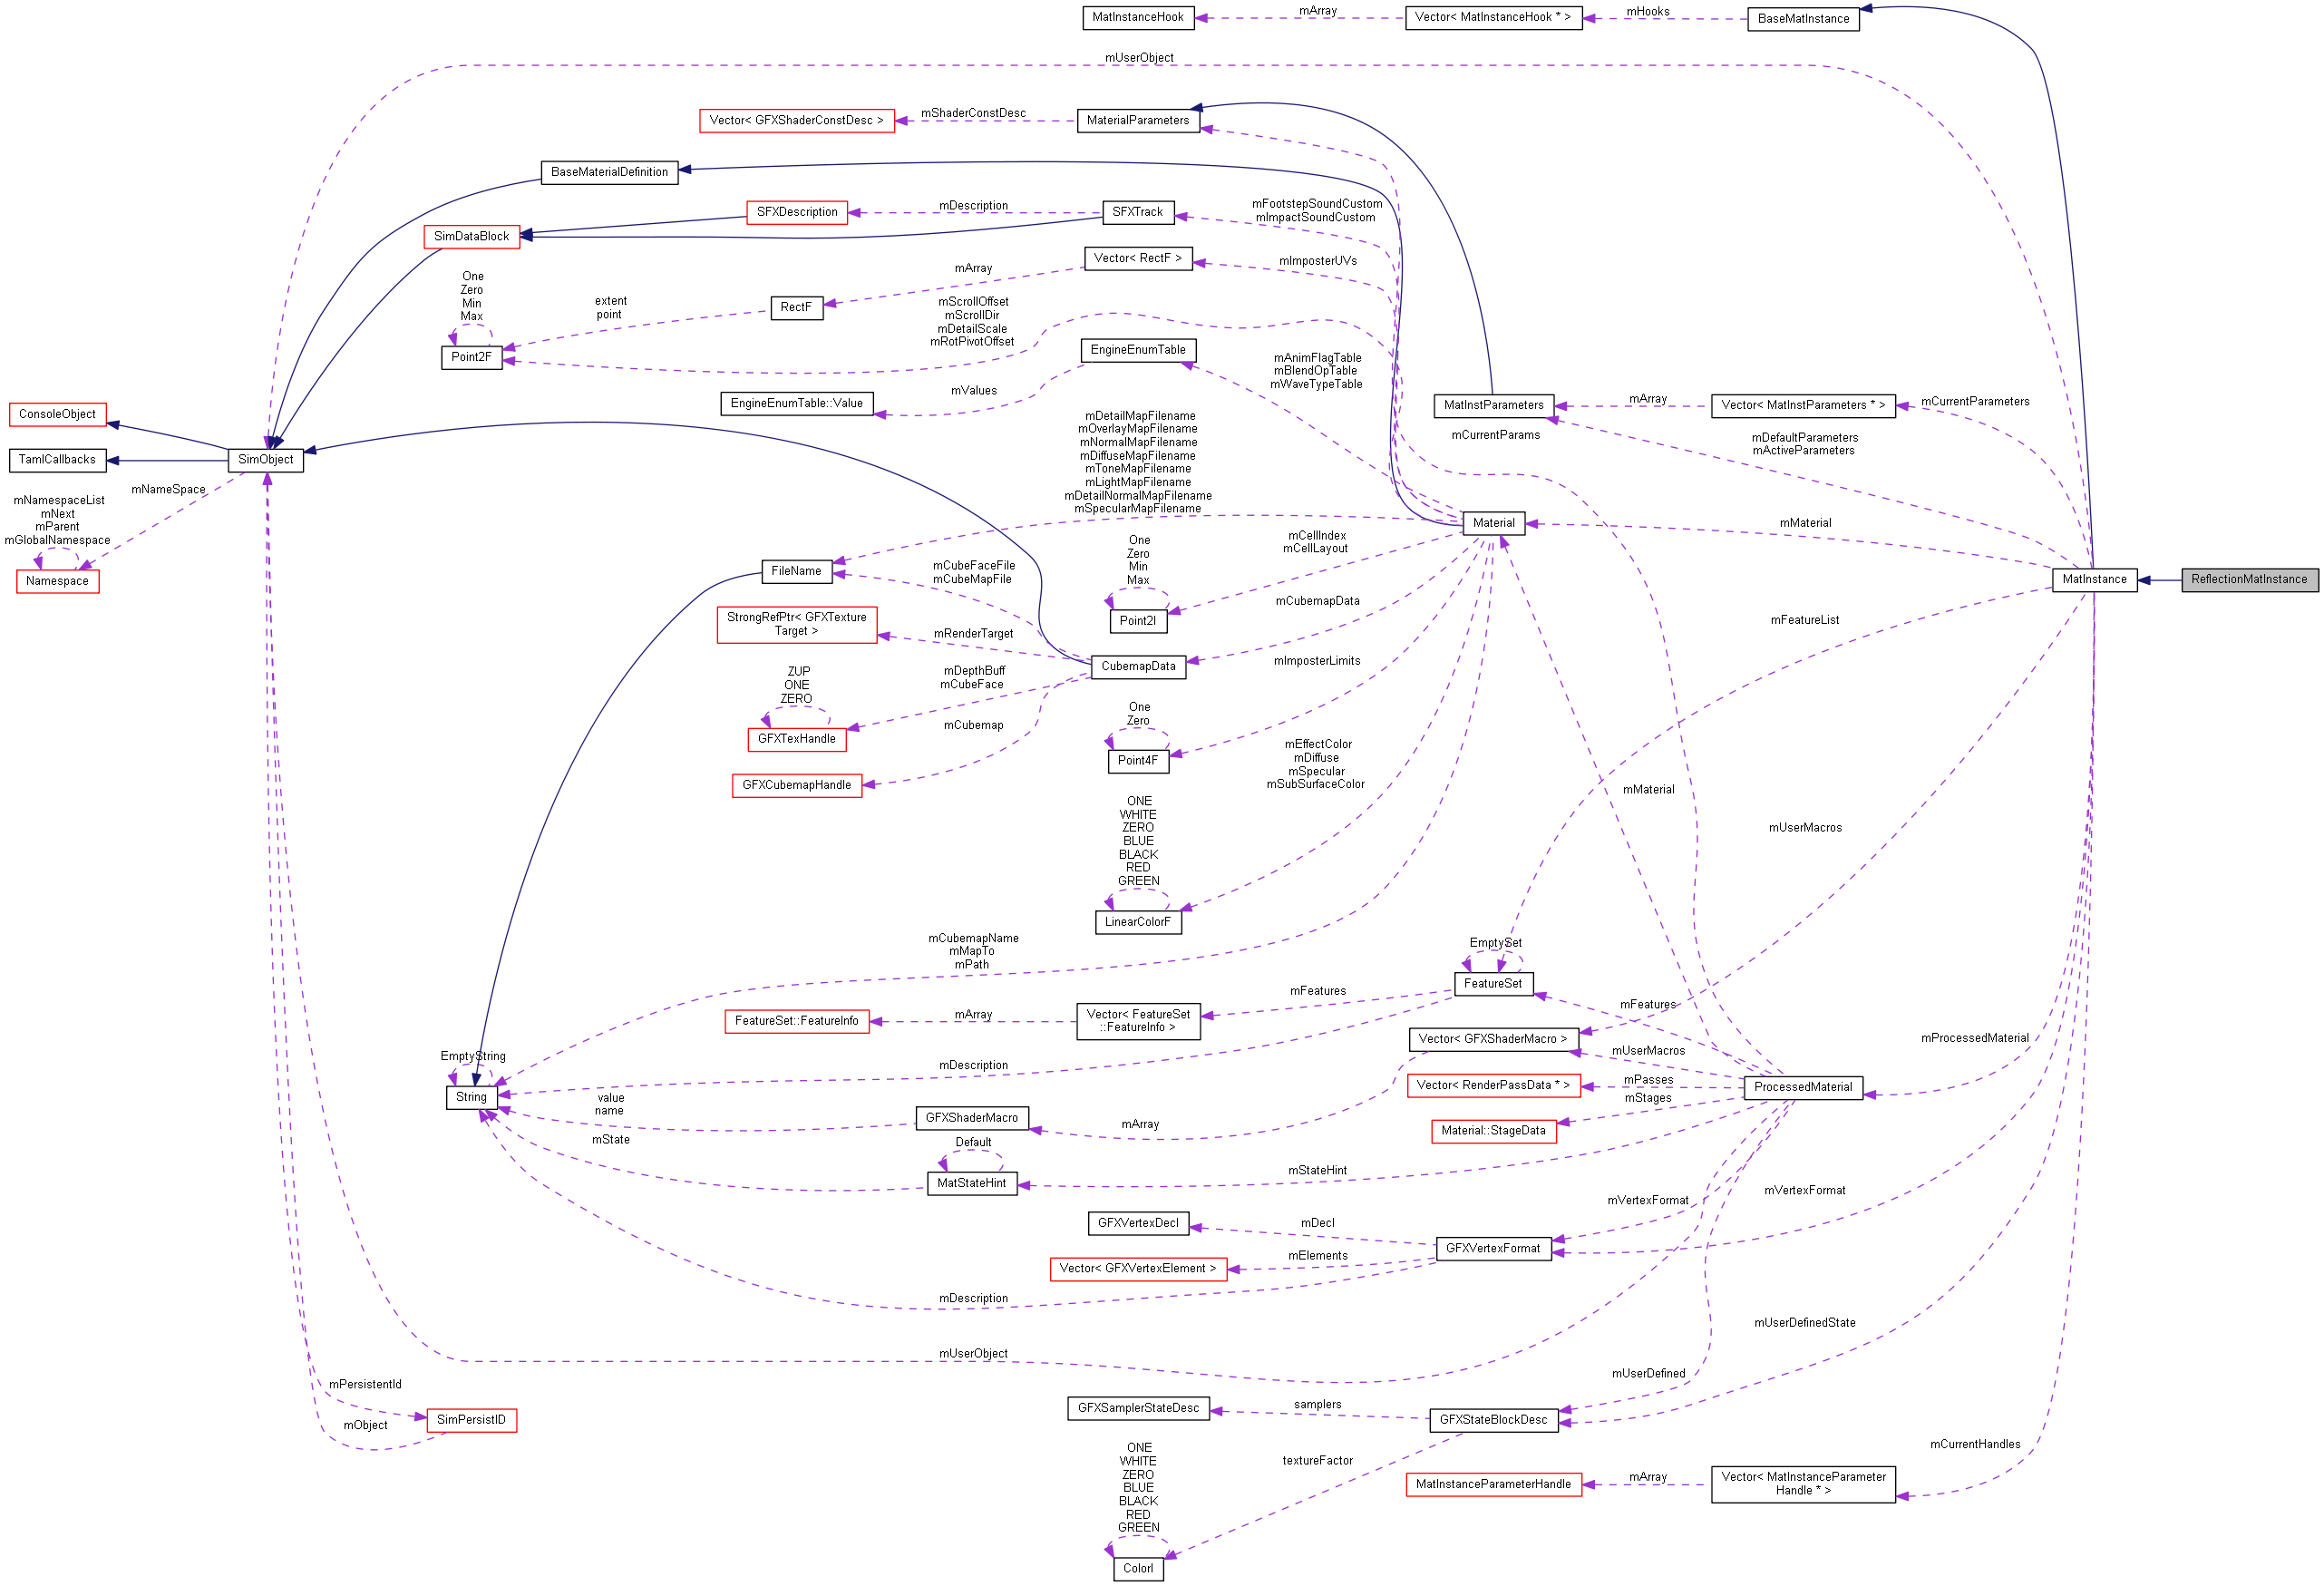 MatInstanceHook
mArray
Vector< MatInstanceHook * >
mHooks
BaseMatInstance
mUserObject
Vector< GFXShaderConstDesc >
mShaderConstDesc
MaterialParameters
BaseMaterialDefinition
SFXDescription
mDescription
SFXTrack
mFootstepSoundCustom
mImpactSoundCustom
SimDataBlock
Vector< RectF >
mImposterUVs
mArray
One
Zero
Min
Max
extent
point
RectF
mScrollOffset
mScrollDir
mDetailScale
mRotPivotOffset
Point2F
EngineEnumTable
mAnimFlagTable
mBlendOpTable
mWaveTypeTable
EngineEnumTable::Value
mValues
ConsoleObject
MatInstParameters
mArray
Vector< MatInstParameters * >
mCurrentParameters
mDetailMapFilename
mOverlayMapFilename
mNormalMapFilename
mDiffuseMapFilename
mToneMapFilename
mLightMapFilename
mDetailNormalMapFilename
mSpecularMapFilename
mCurrentParams
mDefaultParameters
mActiveParameters
TamlCallbacks
SimObject
mNameSpace
mNamespaceList
mNext
mParent
mGlobalNamespace
Namespace
Material
mMaterial
One
Zero
Min
Max
mCellIndex
mCellLayout
FileName
mCubeFaceFile
mCubeMapFile
MatInstance
ReflectionMatInstance
StrongRefPtr< GFXTexture
Target >
mRenderTarget
Point2I
mCubemapData
mFeatureList
CubemapData
mImposterLimits
ZUP
ONE
ZERO
mDepthBuff
mCubeFace
GFXTexHandle
mCubemap
One
Zero
Point4F
GFXCubemapHandle
mEffectColor
mDiffuse
mSpecular
mSubSurfaceColor
mMaterial
ONE
WHITE
ZERO
BLUE
BLACK
RED
GREEN
mUserMacros
LinearColorF
mCubemapName
mMapTo
mPath
EmptySet
FeatureSet
mFeatures
mFeatures
FeatureSet::FeatureInfo
mArray
Vector< FeatureSet
::FeatureInfo >
Vector< GFXShaderMacro >
mProcessedMaterial
EmptyString
mDescription
mUserMacros
Vector< RenderPassData * >
mPasses
ProcessedMaterial
String
value
name
mStages
GFXShaderMacro
mArray
Material::StageData
mState
Default
MatStateHint
mStateHint
mVertexFormat
mVertexFormat
GFXVertexDecl
mDecl
GFXVertexFormat
Vector< GFXVertexElement >
mElements
mDescription
mUserDefinedState
mUserObject
mUserDefined
mPersistentId
SimPersistID
mObject
GFXSamplerStateDesc
samplers
GFXStateBlockDesc
mCurrentHandles
ONE
WHITE
ZERO
BLUE
BLACK
RED
GREEN
textureFactor
MatInstanceParameterHandle
mArray
Vector< MatInstanceParameter
Handle * >
ColorI